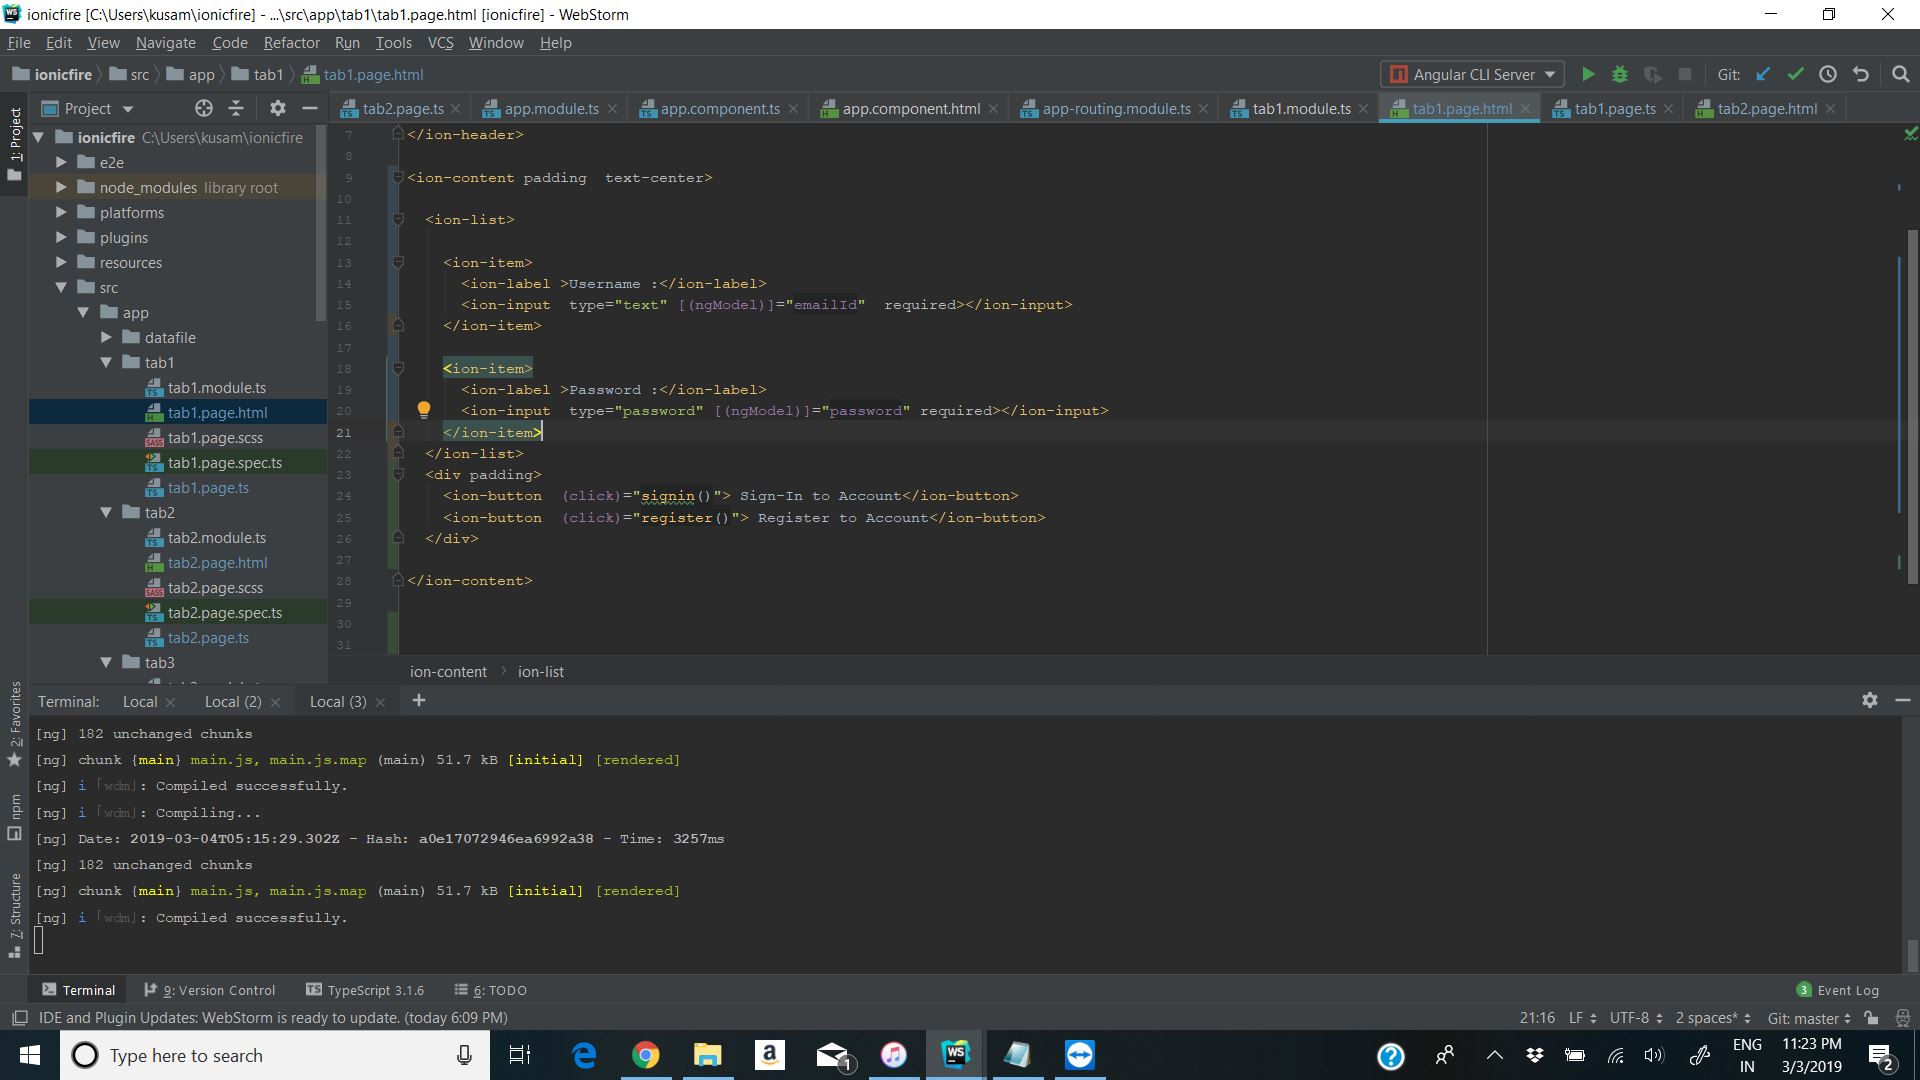 WS ionicfire [C:\Users\kusam\ionicfire] - ...\src\app\tab1\tab1.page.html [ionicfire] - WebStorm
File Edit View Navigate Code Refactor Run Tools VCS Window Help
ionicfire src app tab1 tab1.page.html Angular CLI Server Git:
Project tab2.page.ts app.module.ts app.component.ts app.component.html app-routing.module.ts tab1.module.ts tab1.page.html tab1.page.ts tab2.page.html
1: Project
ionicfire C:\Users\kusam\ionicfire
e2e
node_modules library root
platforms
plugins
resources
src
app
datafile
tab1
tab1.module.ts
tab1.page.html
tab1.page.scss
tab1.page.spec.ts
tab1.page.ts
tab2
tab2.module.ts
tab2.page.html
tab2.page.scss
tab2.page.spec.ts
tab2.page.ts
tab3
7 </ion-header>
8
9 <ion-content padding  text-center>
10
11 <ion-list>
12
13 <ion-item>
14 <ion-label >Username :</ion-label>
15 <ion-input  type="text" [(ngModel)]="emailId"  required></ion-input>
16 </ion-item>
17
18 <ion-item>
19 <ion-label >Password :</ion-label>
20 <ion-input  type="password" [(ngModel)]="password" required></ion-input>
21 </ion-item>
22 </ion-list>
23 <div padding>
24 <ion-button  (click)="signin()"> Sign-In to Account</ion-button>
25 <ion-button  (click)="register()"> Register to Account</ion-button>
26 </div>
27
28 </ion-content>
29
30
31
ion-content ion-list
2: Favorites
npm
7: Structure
Terminal: Local Local (2) Local (3)
[ng] 182 unchanged chunks
[ng] chunk {main} main.js, main.js.map (main) 51.7 kB [initial] [rendered]
[ng] i ｢wdm｣: Compiled successfully.
[ng] i ｢wdm｣: Compiling...
[ng] Date: 2019-03-04T05:15:29.302Z - Hash: a0e17072946ea6992a38 - Time: 3257ms
[ng] 182 unchanged chunks
[ng] chunk {main} main.js, main.js.map (main) 51.7 kB [initial] [rendered]
[ng] i ｢wdm｣: Compiled successfully.
Terminal 9: Version Control TS TypeScript 3.1.6 6: TODO 3 Event Log
IDE and Plugin Updates: WebStorm is ready to update. (today 6:09 PM) 21:16 LF UTF-8 2 spaces* Git: master
Type here to search a 1 WS ENG 11:23 PM
IN 3/3/2019 2